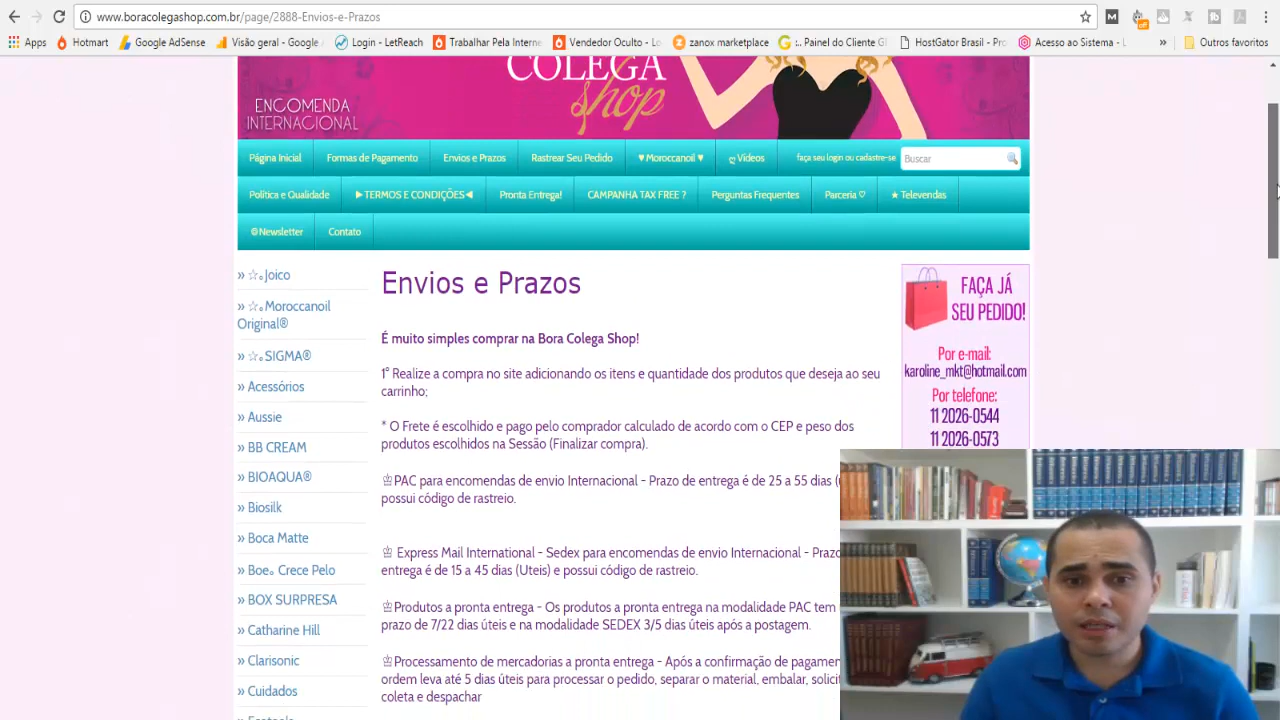 www.boracolegashop.com.br/page/2888-Envios-e-Prazos
Apps Hotmart Google AdSense Visão geral / Início Login - LetReach Trabalhar Pela Intern Vendedor Oculto - Lo zanox marketplace Painel do Cliente G HostGator Brasil - Pro Acesso ao Sistema - L » Outros favoritos
COLEGA
shop
ENCOMENDA
INTERNACIONAL
Página Inicial Formas de Pagamento Envios e Prazos Rastrear Seu Pedido ♥ Moroccanoil ♥ ღ Vídeos faça seu login ou cadastre-se Buscar
Política e Qualidade ►TERMOS E CONDIÇÕES◄ Pronta Entrega! CAMPANHA TAX FREE ? Perguntas Frequentes Parceria ♡ ★ Televendas
@Newsletter Contato
» ☆｡Joico
» ☆｡Moroccanoil
Original®
» ☆｡SIGMA®
» Acessórios
» Aussie
» BB CREAM
» BIOAQUA®
» Biosilk
» Boca Matte
» Boe｡ Crece Pelo
» BOX SURPRESA
» Catharine Hill
» Clarisonic
» Cuidados
Envios e Prazos
É muito simples comprar na Bora Colega Shop!
1° Realize a compra no site adicionando os itens e quantidade dos produtos que deseja ao seu
carrinho;
* O Frete é escolhido e pago pelo comprador calculado de acordo com o CEP e peso dos
produtos escolhidos na Sessão (Finalizar compra).
♔PAC para encomendas de envio Internacional - Prazo de entrega é de 25 a 55 dias
possui código de rastreio.
♔ Express Mail International - Sedex para encomendas de envio Internacional - Prazo
entrega é de 15 a 45 dias (Uteis) e possui código de rastreio.
♔Produtos a pronta entrega - Os produtos a pronta entrega na modalidade PAC tem
prazo de 7/22 dias úteis e na modalidade SEDEX 3/5 dias úteis após a postagem.
♔Processamento de mercadorias a pronta entrega - Após a confirmação de pagamen
ordem leva até 5 dias úteis para processar o pedido, separar o material, embalar, solicit
coleta e despachar
FAÇA JÁ
SEU PEDIDO!
Por e-mail:
karoline_mkt@hotmail.com
Por telefone:
11 2026-0544
11 2026-0573